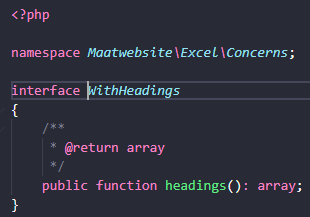 <?php
namespace Maatwebsite\Excel\Concerns;
interface WithHeadings
{
/**
* @return array
*/
public function headings(): array;
}